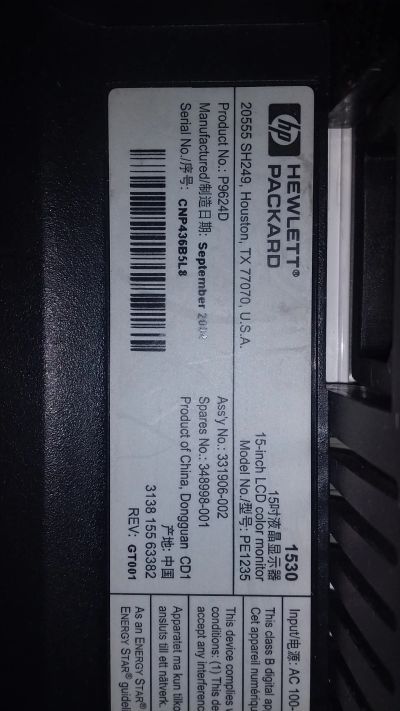 hp
HEWLETT®
PACKARD
20555 SH249, Houston, TX 77070, U.S.A.
1530
15吋液晶显示器
15-inch LCD color monitor
Model No./型号: PE1235
Product No.: P9624D
Manufactured/制造日期: September
Serial No./序号: CNP436B5L8
Ass'y No.: 331906-002
Spares No.: 348998-001
Product of China, Dongguan CD1
产地: 中国
3138 155 63382
REV: GT001
Input/电源: AC 100-
This class B digital ap
Cet appareil numériqu
This device complies w
conditions: (1) This de
accept any interferenc
Apparatet ma kun tilko
ansluts till ett nätverk.
As an ENERGY STAR®
ENERGY STAR® guideli